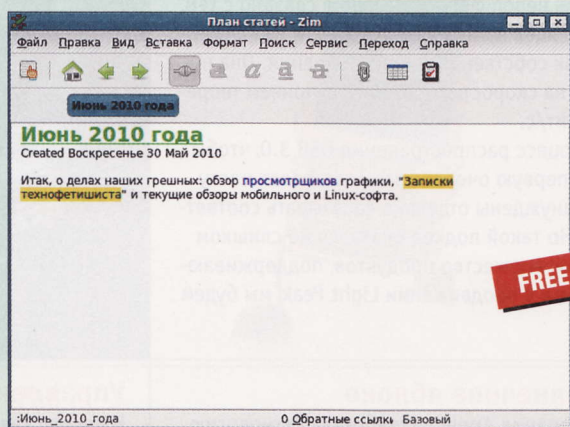 План статей - Zim
Файл Правка Вид Вставка Формат Поиск Сервис Переход Справка
a a a a
Июнь 2010 года
Июнь 2010 года
Created Воскресенье 30 Май 2010
Итак, о делах наших грешных: обзор просмотрщиков графики, "Записки
технофетишиста" и текущие обзоры мобильного и Linux-софта.
FREE
:Июнь_2010_года 0 Обратные ссылки Базовый